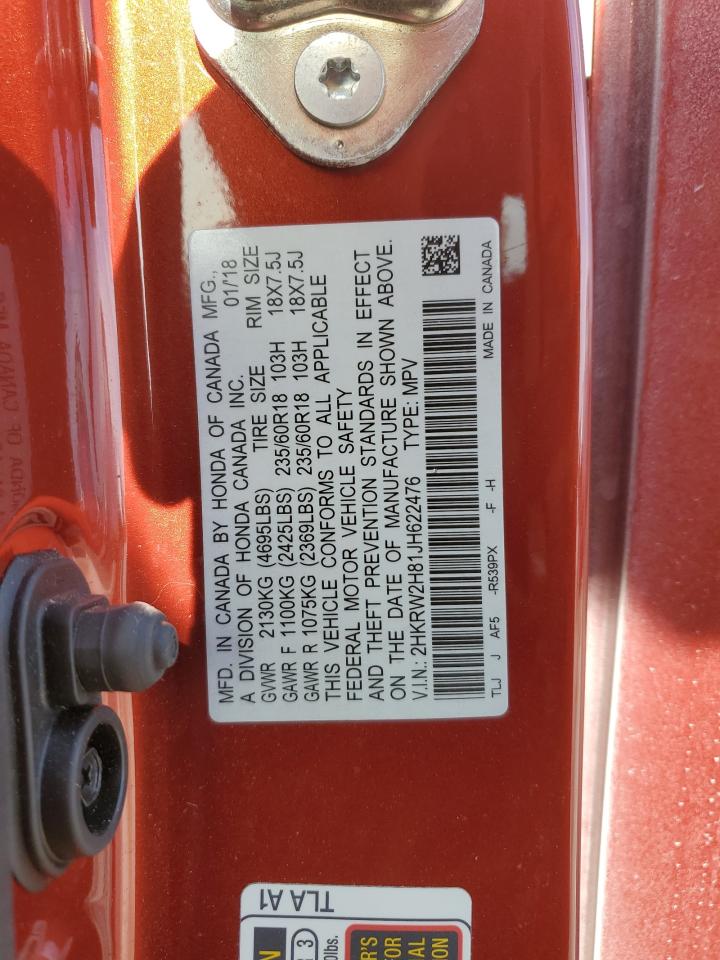 MFD. IN CANADA BY HONDA OF CANADA MFG.,
A DIVISION OF HONDA CANADA INC. 01/18
GVWR 2130KG (4695LBS) TIRE SIZE RIM SIZE
GAWR F 1100KG (2425LBS) 235/60R18 103H 18X7.5J
GAWR R 1075KG (2369LBS) 235/60R18 103H 18X7.5J
THIS VEHICLE CONFORMS TO ALL APPLICABLE
FEDERAL MOTOR VEHICLE SAFETY
AND THEFT PREVENTION STANDARDS IN EFFECT
ON THE DATE OF MANUFACTURE SHOWN ABOVE.
V.I.N.: 2HKRW2H81JH622476 TYPE: MPV
TLJ J AF5 -R539PX -F -H MADE IN CANADA
TLA A1
3
lbs.